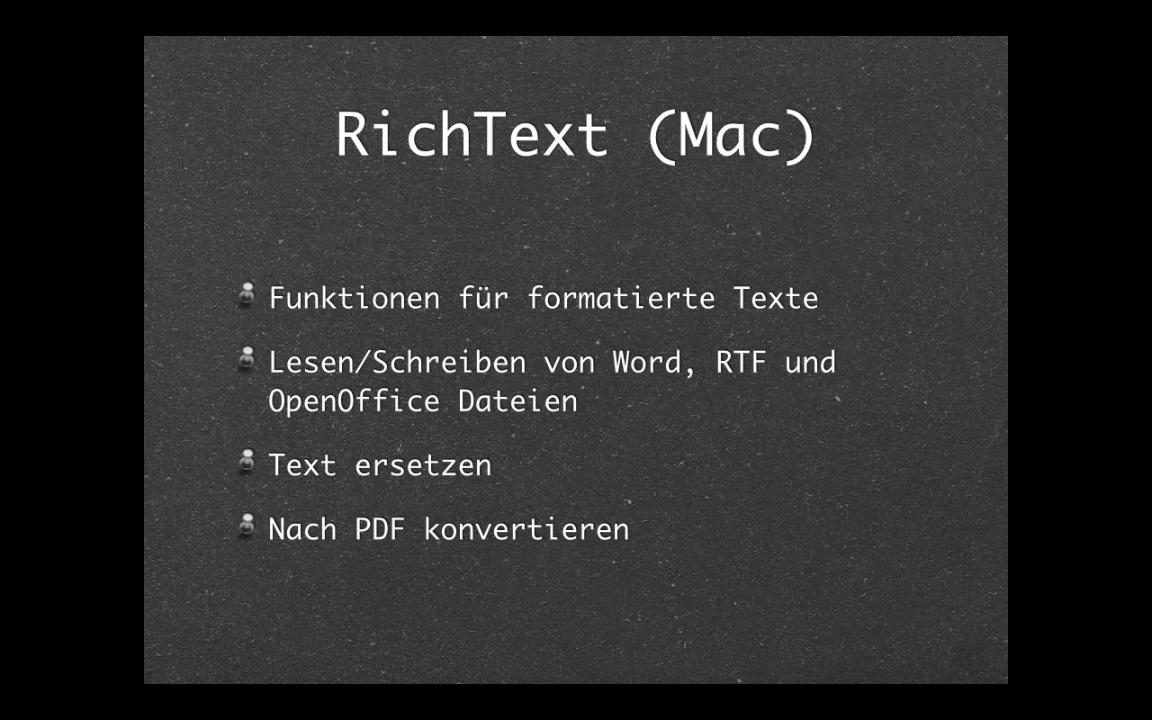 RichText (Mac)
Funktionen für formatierte Texte
Lesen/Schreiben von Word, RTF und
OpenOffice Dateien
Text ersetzen
Nach PDF konvertieren